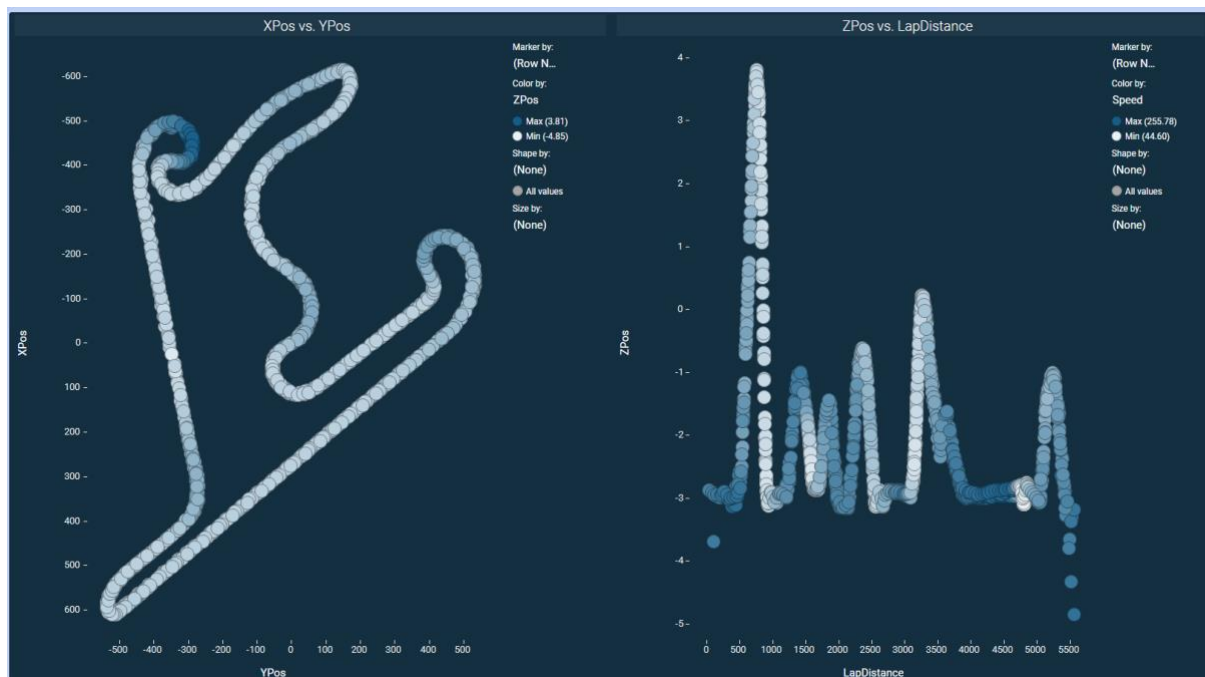 XPos vs. YPos
-600
-500
-400
-300
-200
-100
0
100
200
300
400
500
600
XPos
-500
-400
-300
-200
-100
0
100
200
300
400
500
YPos
Marker by:
(Row N...
Color by:
ZPos
Max (3.81)
Min (-4.85)
Shape by:
(None)
All values
Size by:
(None)
ZPos vs. LapDistance
4
3
2
1
0
-1
-2
-3
-4
-5
ZPos
0
500
1000
1500
2000
2500
3000
3500
4000
4500
5000
5500
LapDistance
Marker by:
(Row N...
Color by:
Speed
Max (255.78)
Min (44.60)
Shape by:
(None)
All values
Size by:
(None)